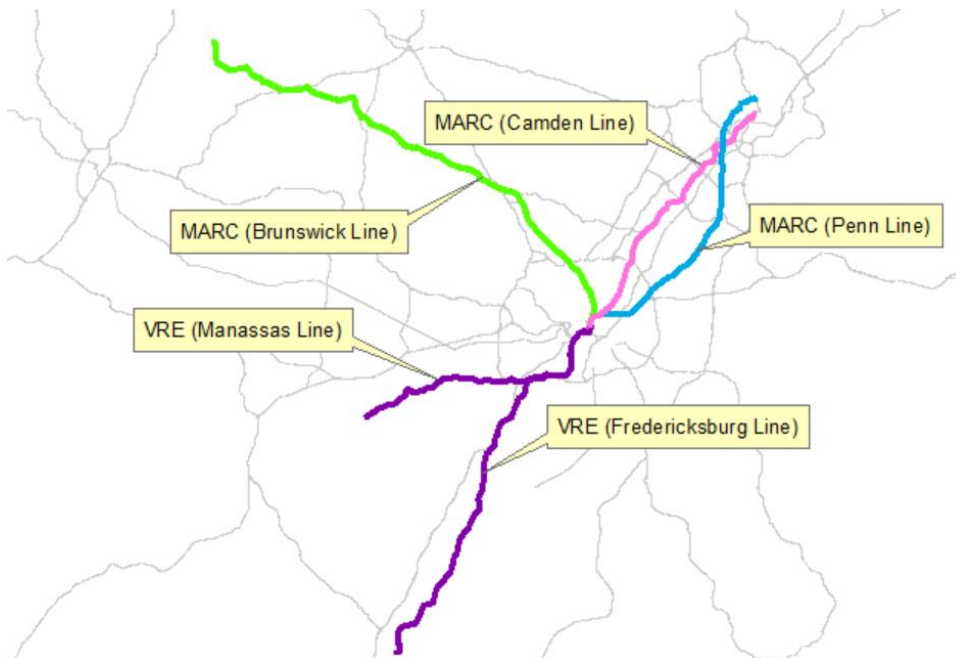 MARC (Camden Line)
MARC (Brunswick Line)
MARC (Penn Line)
VRE (Manassas Line)
VRE (Fredericksburg Line)